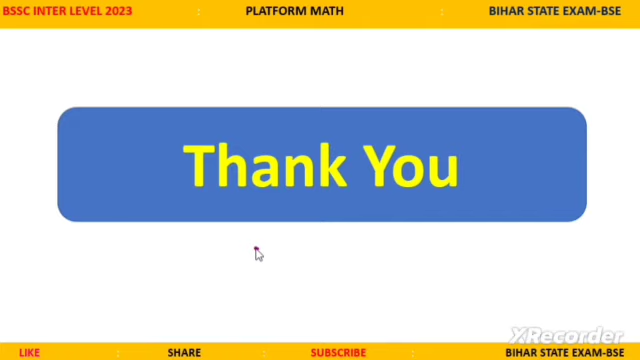 BSSC INTER LEVEL 2023 : PLATFORM MATH : BIHAR STATE EXAM-BSE
Thank You
XRecorder
LIKE : SHARE : SUBSCRIBE : BIHAR STATE EXAM-BSE